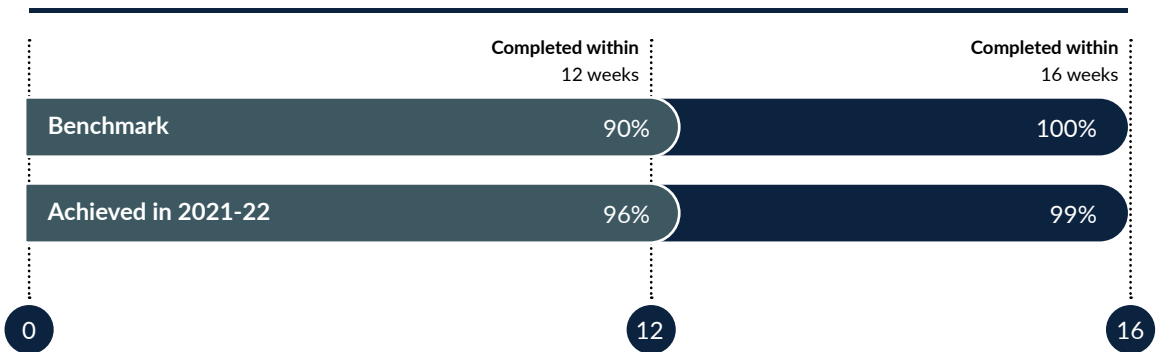 Completed within
12 weeks
Completed within
16 weeks
Benchmark 90% 100%
Achieved in 2021-22 96% 99%
0 12 16